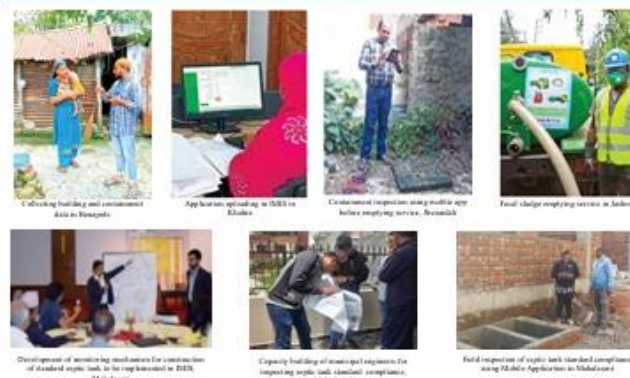 Collecting building and containment
data in Benapole
Application uploading in IMIS in
Khulna
Containment inspection using mobile app
before emptying service, Jhenaidah
Fecal sludge emptying service in
Development of monitoring mechanism for construction
of standard septic tank to be implemented in IMIS,
Capacity building of municipal engineers for
inspecting septic tank standard compliance,
Field inspection of septic tank standard compliance
using Mobile Application in Mahalaxmi